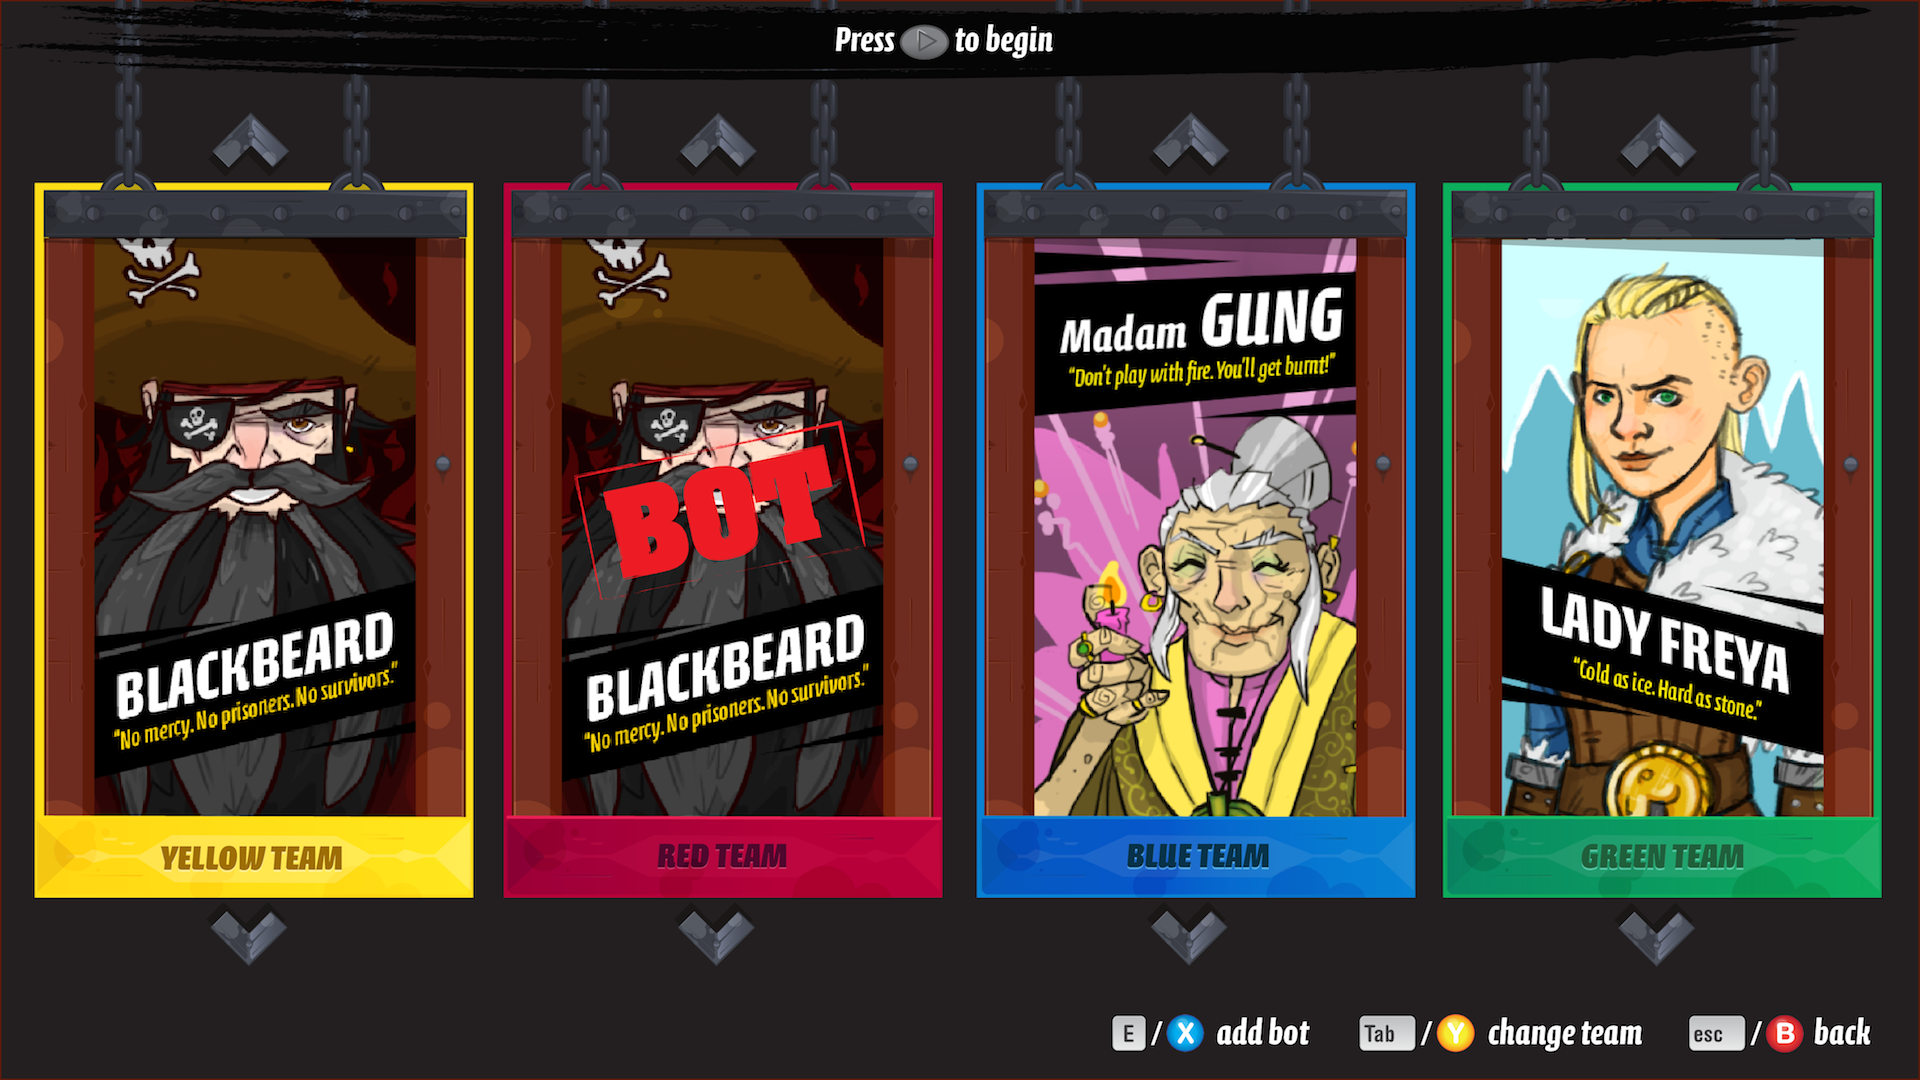 Press to begin
BLACKBEARD
"No mercy. No prisoners. No survivors."
YELLOW TEAM
BOT
BLACKBEARD
"No mercy. No prisoners. No survivors."
RED TEAM
Madam GUNG
"Don't play with fire. You'll get burnt!"
BLUE TEAM
LADY FREYA
"Cold as ice. Hard as stone."
GREEN TEAM
E / X add bot Tab / Y change team esc / B back